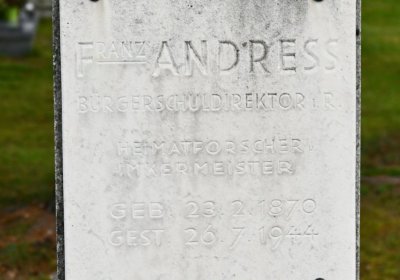 FRANZ ANDRESS
BÜRGERSCHULDIREKTOR I. R.
HEIMATFORSCHER
IMKERMEISTER
GEB. 23. 2. 1870
GEST. 26. 7. 1944